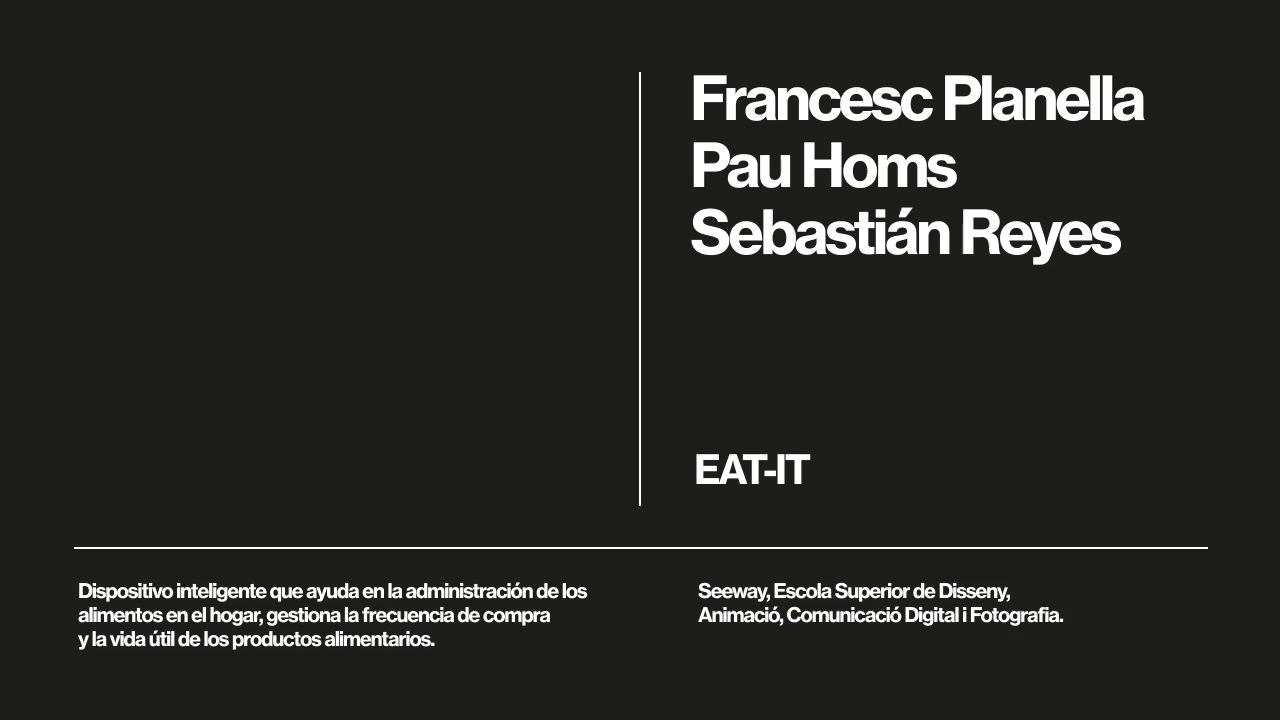 Francesc Planella
Pau Homs
Sebastián Reyes
EAT-IT
Dispositivo inteligente que ayuda en la administración de los
alimentos en el hogar, gestiona la frecuencia de compra
y la vida útil de los productos alimentarios.
Seeway, Escola Superior de Disseny,
Animació, Comunicació Digital i Fotografia.